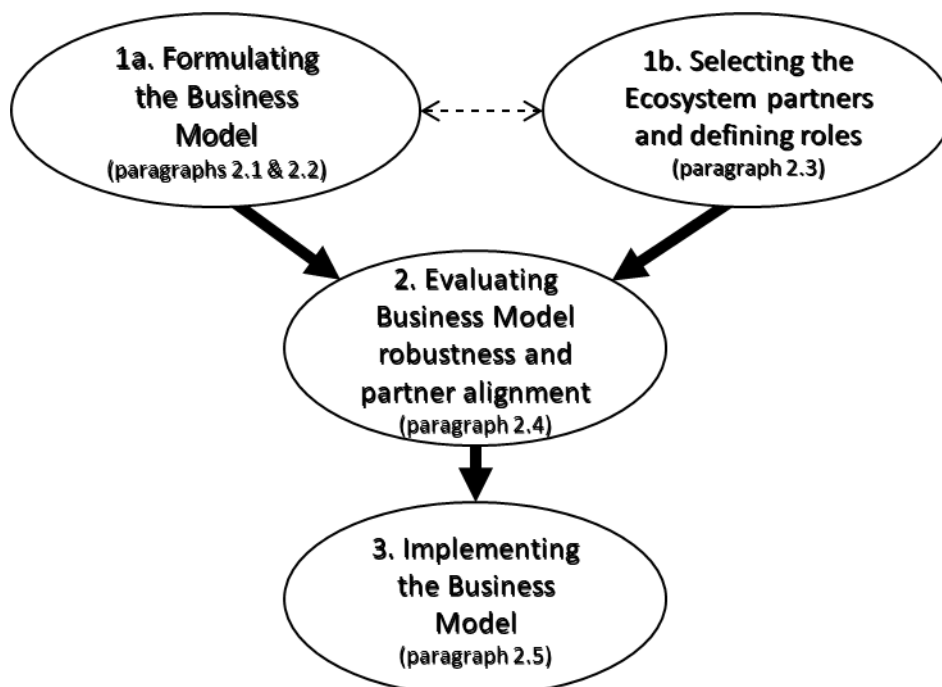 1a. Formulating
the Business
Model
(paragraphs 2.1 & 2.2)
1b. Selecting the
Ecosystem partners
and defining roles
(paragraph 2.3)
2. Evaluating
Business Model
robustness and
partner alignment
(paragraph 2.4)
3. Implementing
the Business
Model
(paragraph 2.5)